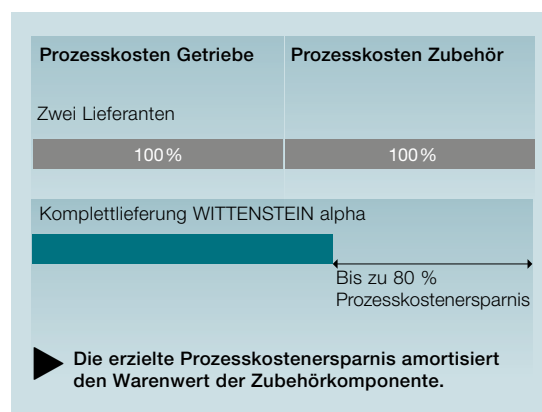 Prozesskosten Getriebe
Prozesskosten Zubehör
Zwei Lieferanten
100 %
100 %
Komplettlieferung WITTENSTEIN alpha
Bis zu 80 %
Prozesskostenersparnis
Die erzielte Prozesskostenersparnis amortisiert
den Warenwert der Zubehörkomponente.